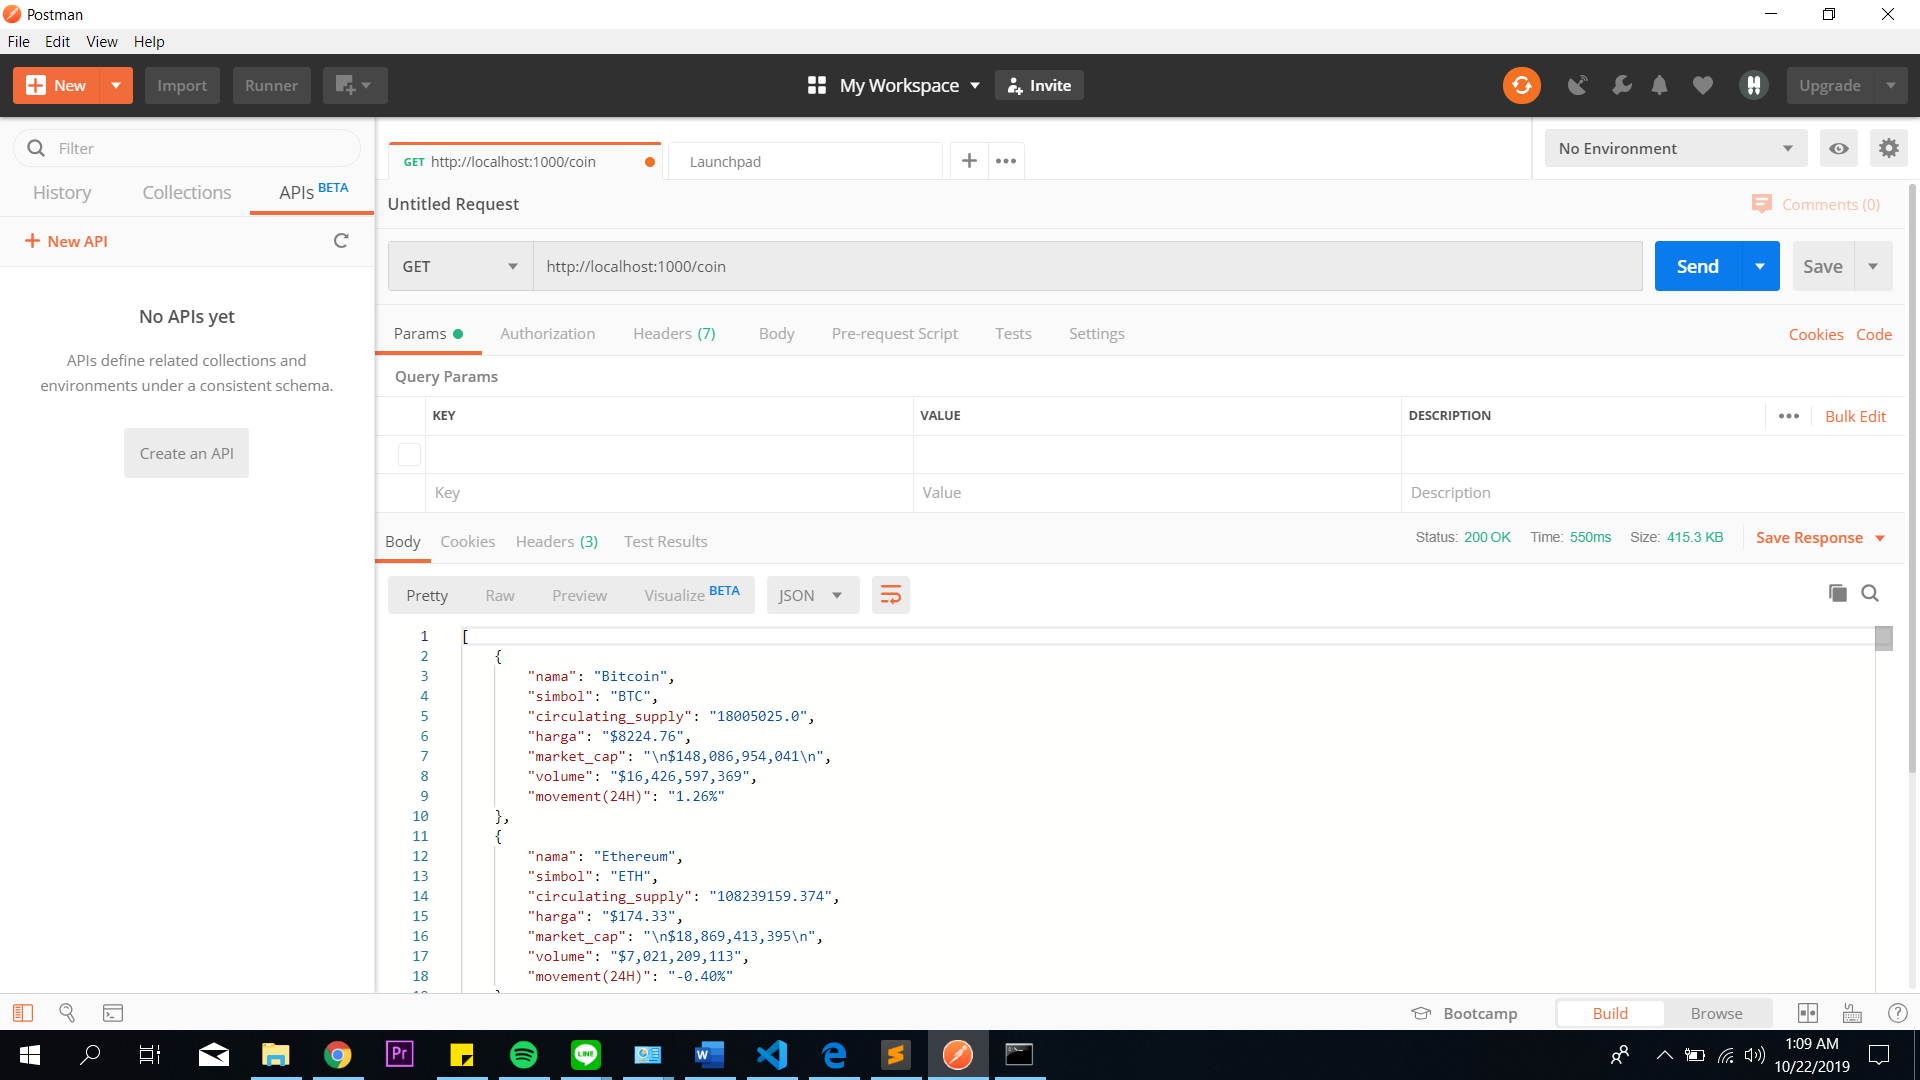 Postman
File Edit View Help
New Import Runner My Workspace Invite Upgrade
Filter
History Collections APIs BETA
New API
No APIs yet
APIs define related collections and
environments under a consistent schema.
Create an API
GET http://localhost:1000/coin Launchpad + ••• No Environment
Untitled Request Comments (0)
GET http://localhost:1000/coin Send Save
Params Authorization Headers (7) Body Pre-request Script Tests Settings Cookies Code
Query Params
KEY VALUE DESCRIPTION ••• Bulk Edit
Key Value Description
Body Cookies Headers (3) Test Results Status: 200 OK Time: 550ms Size: 415.3 KB Save Response
Pretty Raw Preview Visualize BETA JSON
1 [
2 {
3 "nama": "Bitcoin",
4 "simbol": "BTC",
5 "circulating_supply": "18005025.0",
6 "harga": "$8224.76",
7 "market_cap": "\n$148,086,954,041\n",
8 "volume": "$16,426,597,369",
9 "movement(24H)": "1.26%"
10 },
11 {
12 "nama": "Ethereum",
13 "simbol": "ETH",
14 "circulating_supply": "108239159.374",
15 "harga": "$174.33",
16 "market_cap": "\n$18,869,413,395\n",
17 "volume": "$7,021,209,113",
18 "movement(24H)": "-0.40%"
Bootcamp Build Browse
Pr LINE W
1:09 AM
10/22/2019